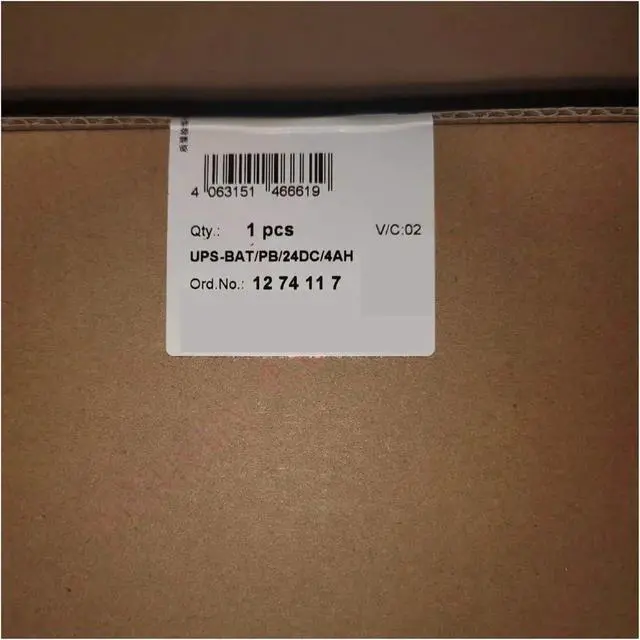 4 063151 466619
Qty.: 1 pcs V/C:02
UPS-BAT/PB/24DC/4AH
Ord.No.: 12 74 11 7